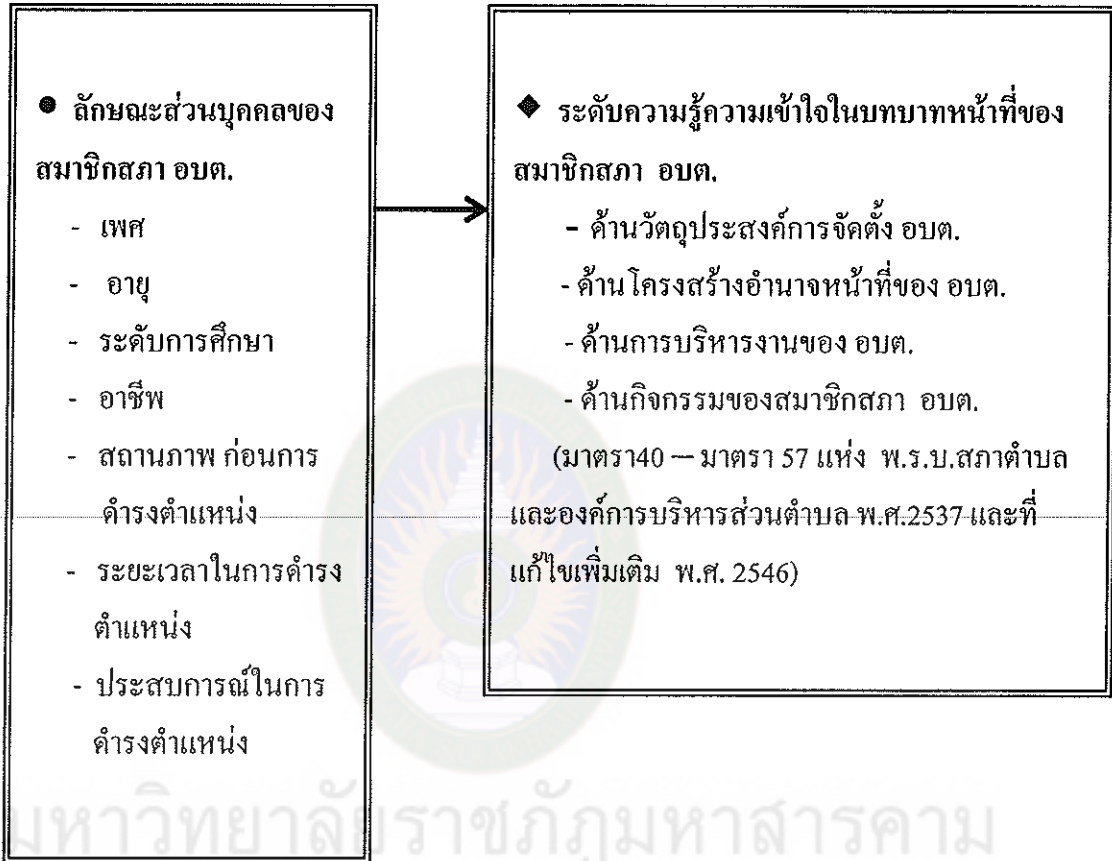 ● ลักษณะส่วนบุคคลของ
สมาชิกสภา อบต.
- เพศ
- อายุ
- ระดับการศึกษา
- อาชีพ
- สถานภาพ ก่อนการ
ดำรงตำแหน่ง
- ระยะเวลาในการดำรง
ตำแหน่ง
- ประสบการณ์ในการ
ดำรงตำแหน่ง
◆ ระดับความรู้ความเข้าใจในบทบาทหน้าที่ของ
สมาชิกสภา อบต.
- ด้านวัตถุประสงค์การจัดตั้ง อบต.
- ด้านโครงสร้างอำนาจหน้าที่ของ อบต.
- ด้านการบริหารงานของ อบต.
- ด้านกิจกรรมของสมาชิกสภา อบต.
(มาตรา40 – มาตรา 57 แห่ง พ.ร.บ.สภาตำบล
และองค์การบริหารส่วนตำบล พ.ศ.2537 และที่
แก้ไขเพิ่มเติม พ.ศ. 2546)
มหาวิทยาลัยราชภัฏมหาสารคาม